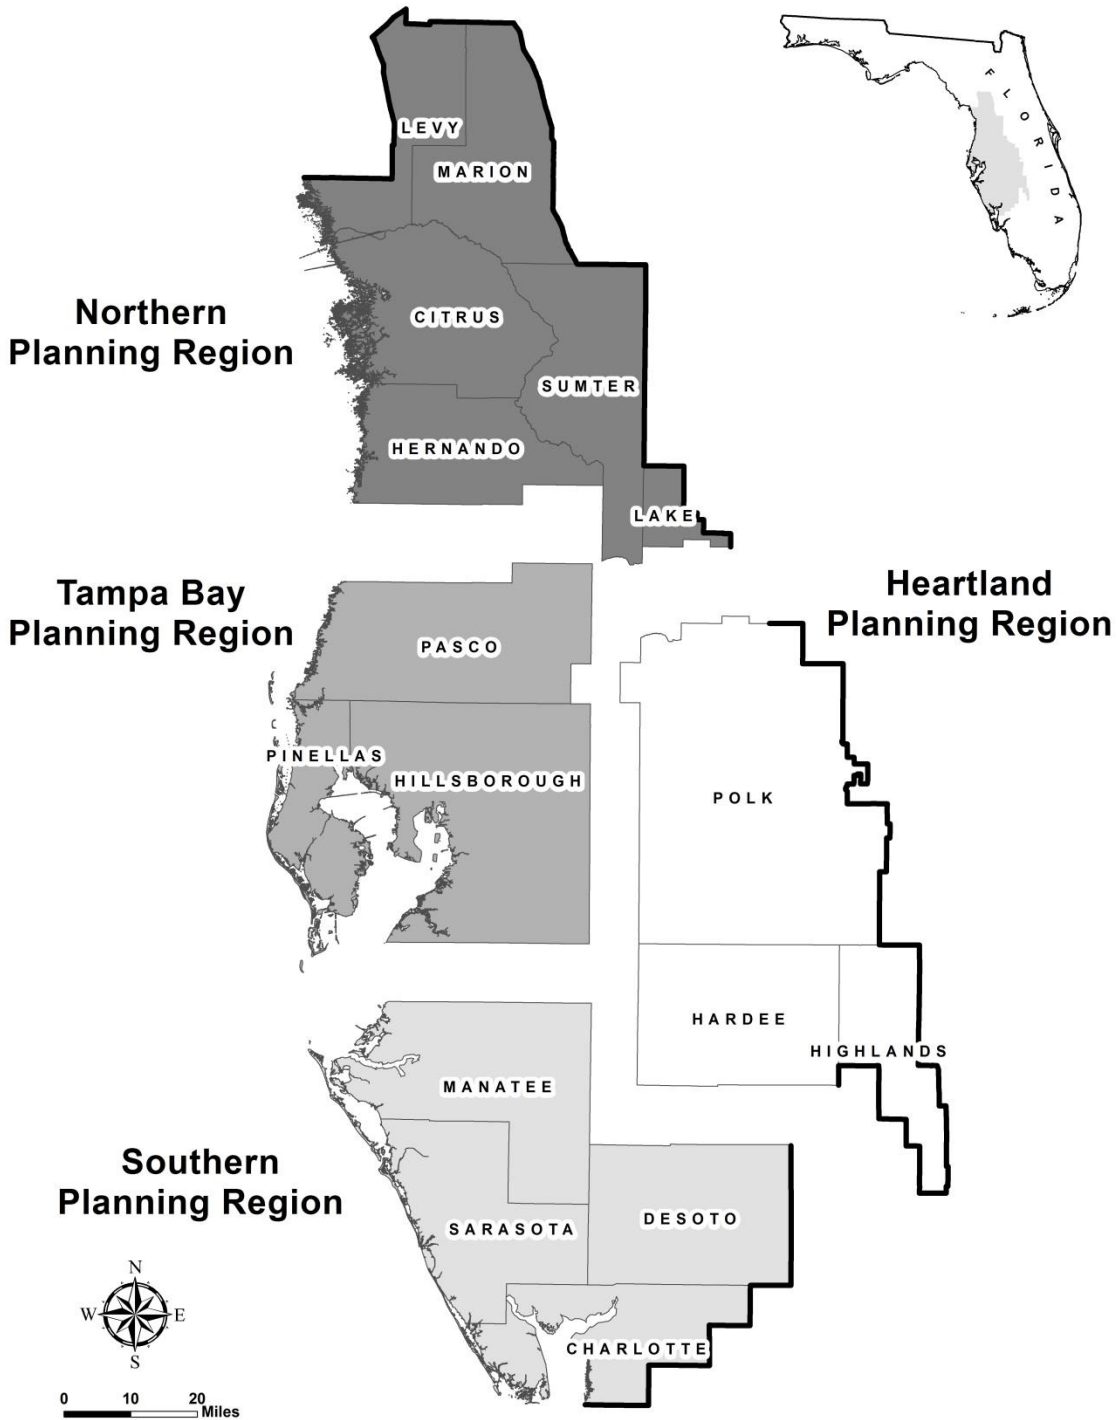 FLORIDA
LEVY
MARION
Northern
Planning Region
CITRUS
SUMTER
HERNANDO
LAKE
Tampa Bay
Planning Region
Heartland
Planning Region
PASCO
PINELLAS
HILLSBOROUGH
POLK
HARDEE
HIGHLANDS
MANATEE
Southern
Planning Region
SARASOTA
DESOTO
CHARLOTTE
N
W E
S
0 10 20
Miles